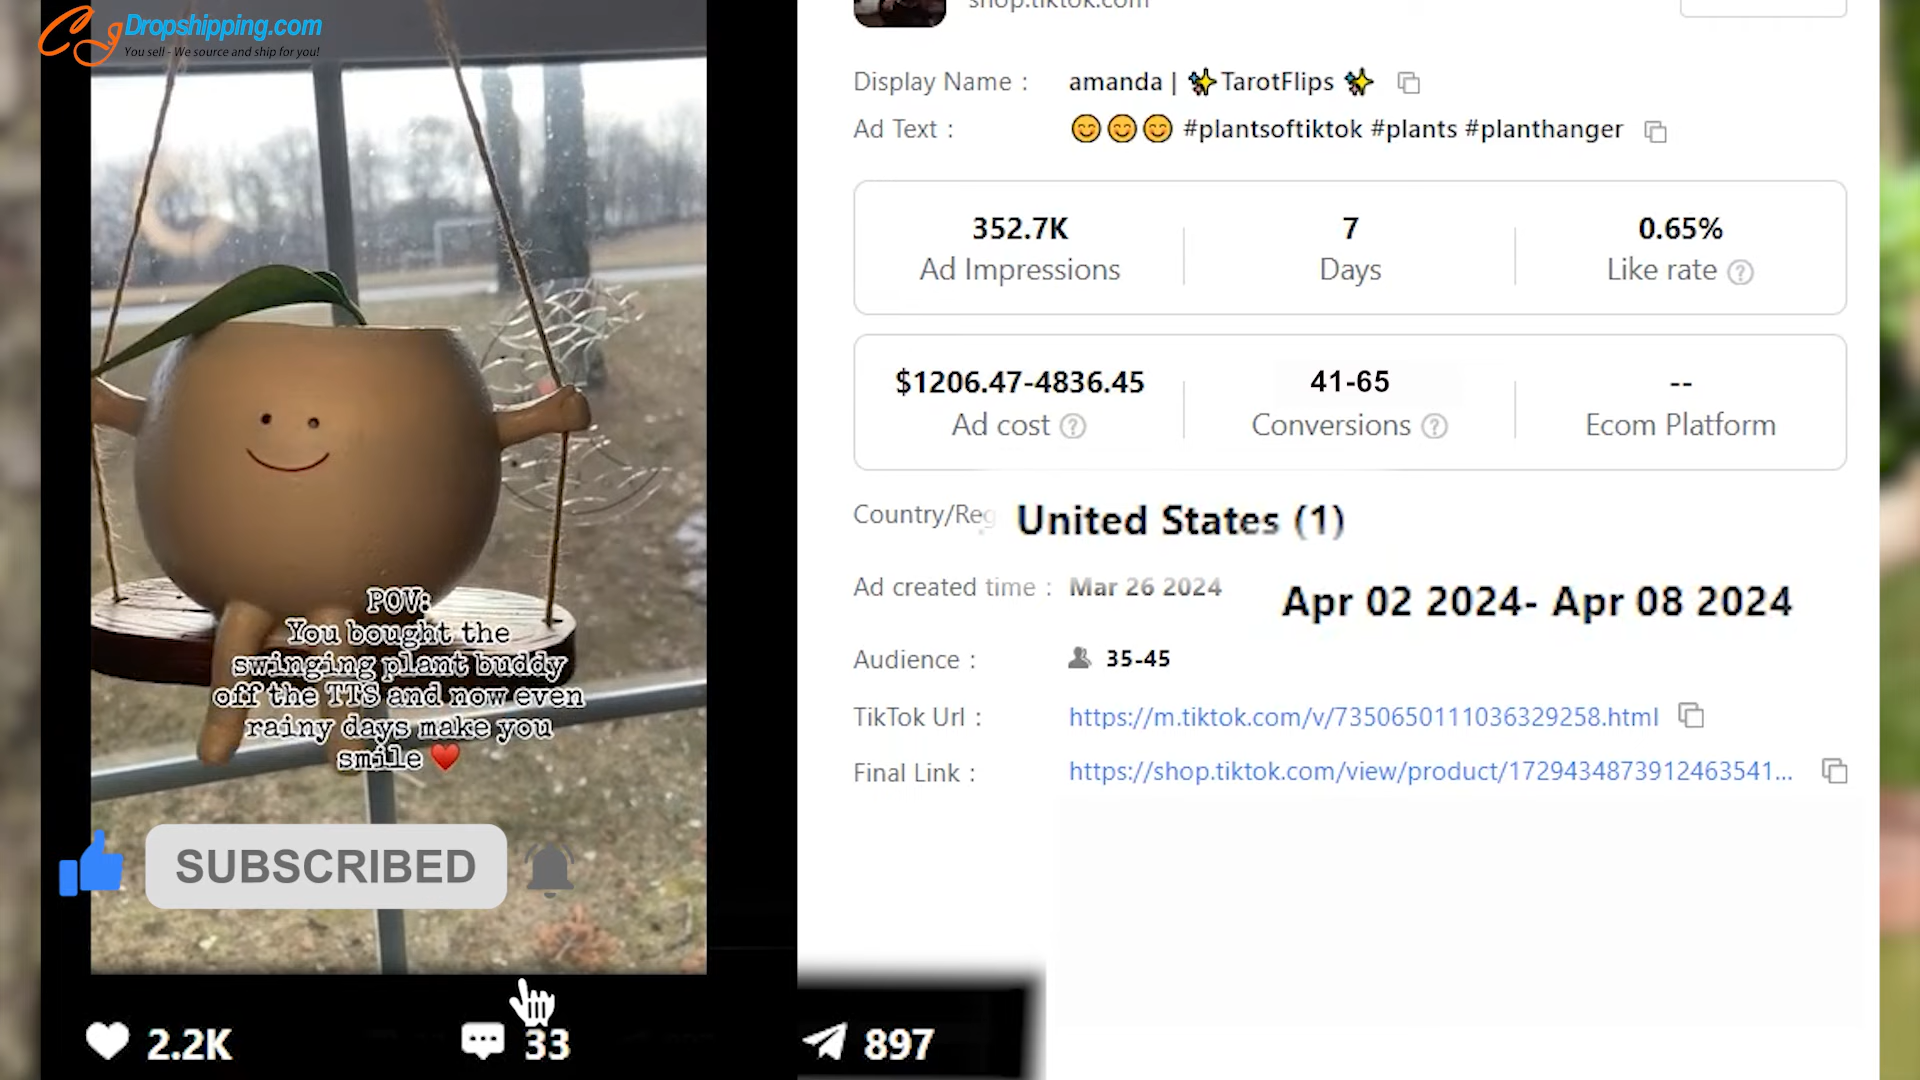 CJDropshipping.com
You sell - We source and ship for you!
POV:
You bought the
swinging plant buddy
off the TTS and now even
rainy days make you
smile ❤️
SUBSCRIBED
2.2K
33
897
shop.tiktok.com
Display Name : amanda | ✨TarotFlips ✨
Ad Text : 😊😊😊 #plantsoftiktok #plants #planthanger
352.7K 7 0.65%
Ad Impressions Days Like rate ?
$1206.47-4836.45 41-65 --
Ad cost ? Conversions ? Ecom Platform
Country/Reg United States (1)
Ad created time : Mar 26 2024 Apr 02 2024- Apr 08 2024
Audience : 35-45
TikTok Url : https://m.tiktok.com/v/7350650111036329258.html
Final Link : https://shop.tiktok.com/view/product/1729434873912463541...